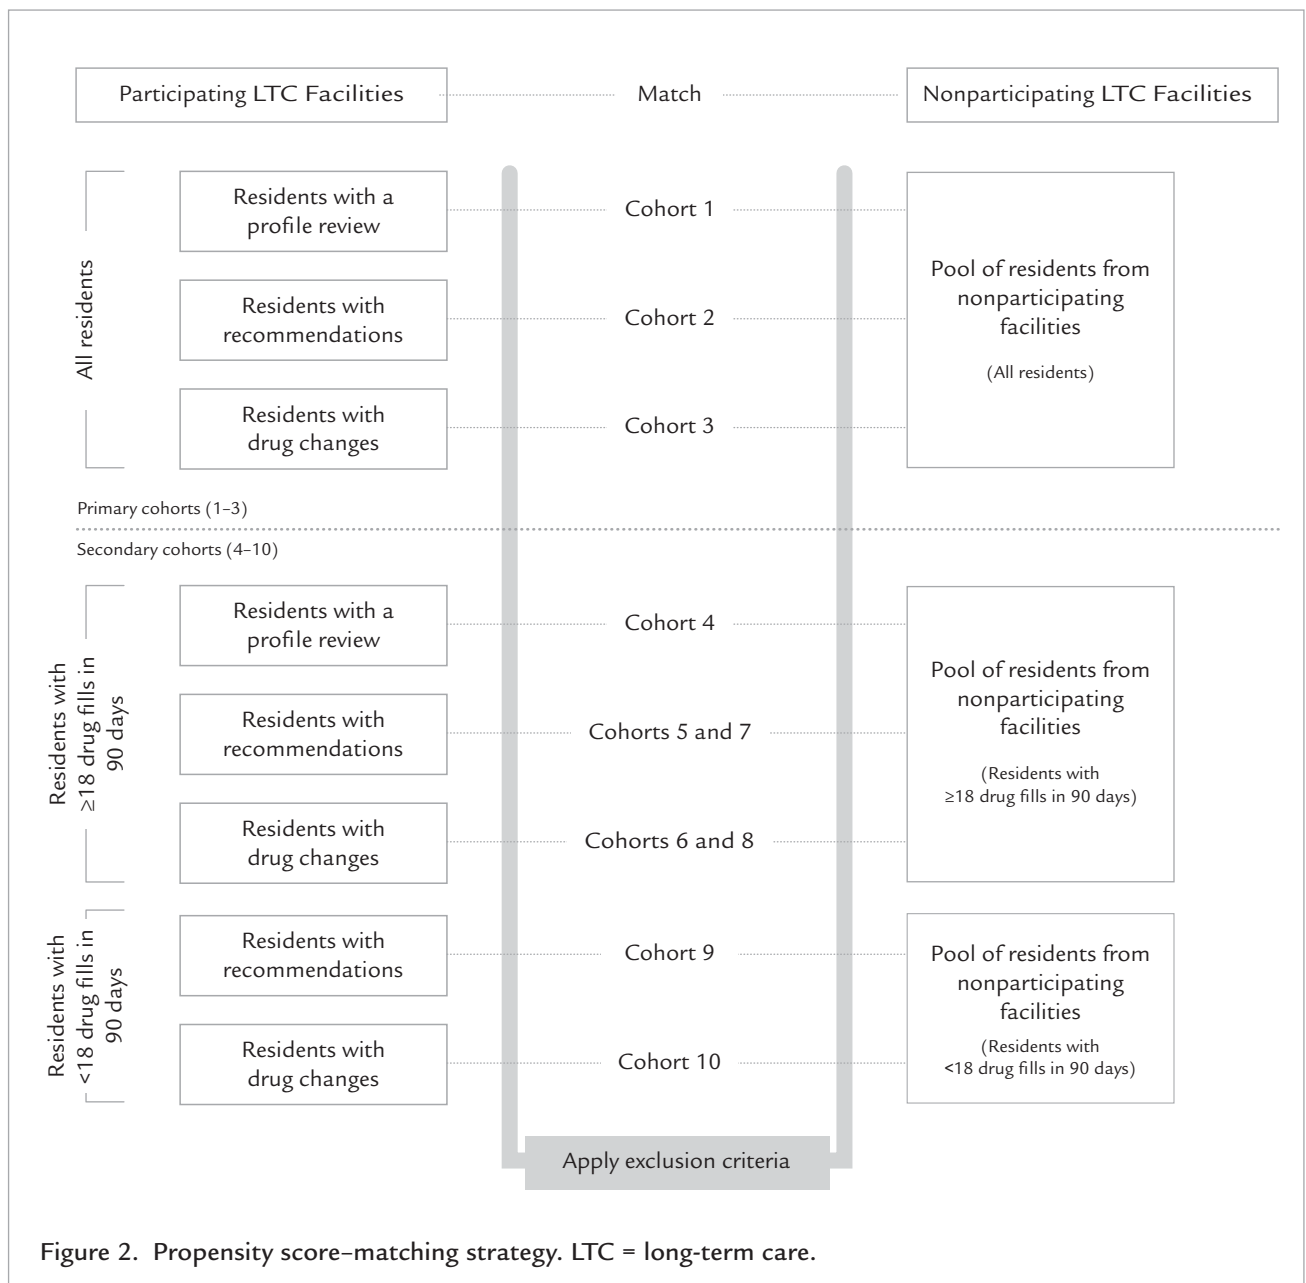 Participating LTC Facilities
Match
Nonparticipating LTC Facilities
All residents
Residents with a
profile review
Cohort 1
Residents with
recommendations
Cohort 2
Residents with
drug changes
Cohort 3
Pool of residents from
nonparticipating
facilities
(All residents)
Primary cohorts (1–3)
Secondary cohorts (4–10)
Residents with
≥18 drug fills in
90 days
Residents with a
profile review
Cohort 4
Residents with
recommendations
Cohorts 5 and 7
Residents with
drug changes
Cohorts 6 and 8
Pool of residents from
nonparticipating
facilities
(Residents with
≥18 drug fills in 90 days)
Residents with
<18 drug fills in
90 days
Residents with
recommendations
Cohort 9
Residents with
drug changes
Cohort 10
Pool of residents from
nonparticipating
facilities
(Residents with
<18 drug fills in 90 days)
Apply exclusion criteria
Figure 2. Propensity score–matching strategy. LTC = long-term care.